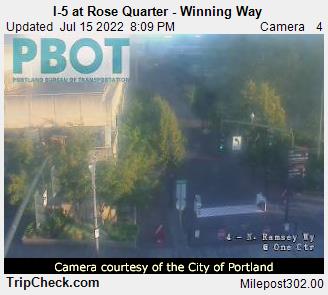 I-5 at Rose Quarter - Winning Way
Updated Jul 15 2022 8:09 PM Camera 4
PBOT
PORTLAND BUREAU OF TRANSPORTATION
4 - N. Ramsey Wy
@ One Ctr
Camera courtesy of the City of Portland
TripCheck.com Milepost302.00